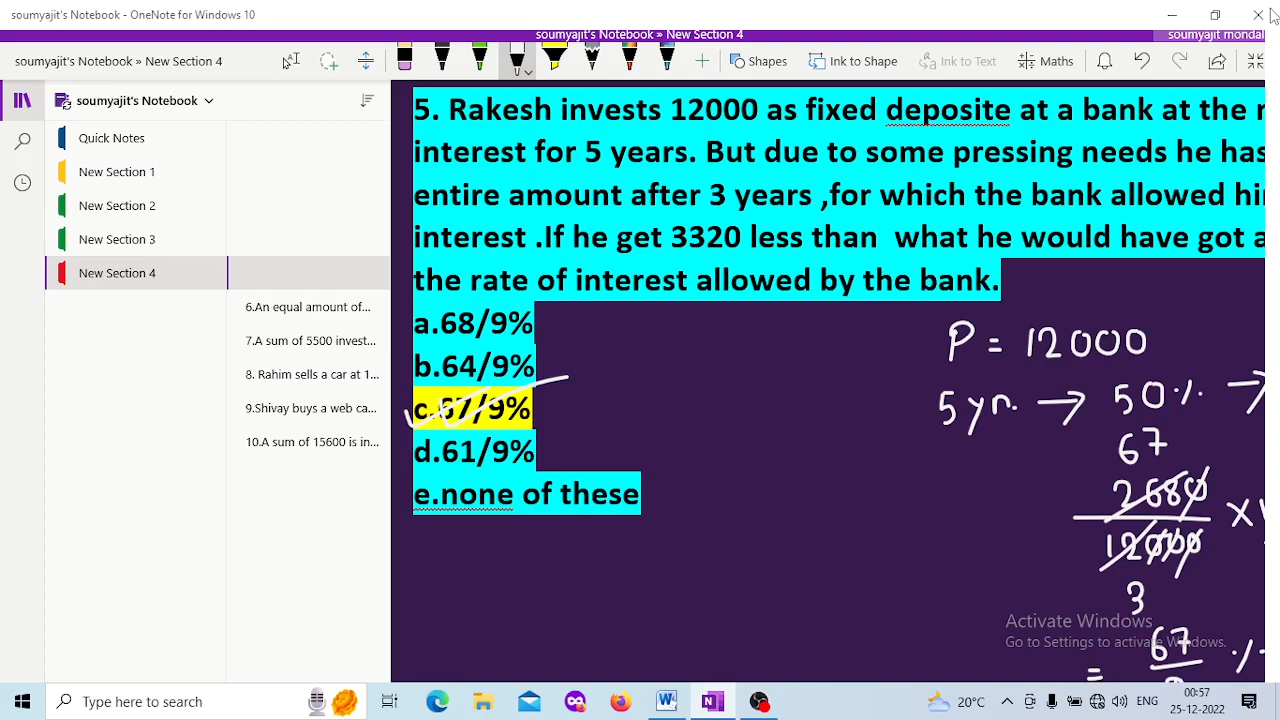 soumyajit's Notebook - OneNote for Windows 10
soumyajit's Notebook » New Section 4
soumyajit mondal
soumyajit's Notebook » New Section 4
Shapes
Ink to Shape
Ink to Text
Maths
soumyajit's Notebook
Quick Notes
New Section 1
New Section 2
New Section 3
New Section 4
6.An equal amount of...
7.A sum of 5500 invest...
8. Rahim sells a car at 1...
9.Shivay buys a web ca...
10.A sum of 15600 is in...
5. Rakesh invests 12000 as fixed deposite at a bank at the
interest for 5 years. But due to some pressing needs he has
entire amount after 3 years ,for which the bank allowed
interest .If he get 3320 less than what he would have got
the rate of interest allowed by the bank.
a.68/9%
b.64/9%
c.67/9%
d.61/9%
e.none of these
P = 12000
5 yr. → 50% →
67
2680
12000
×
3
= 67 %
Activate Windows
Go to Settings to activate Windows.
Type here to search
20°C
ENG
00:57
25-12-2022